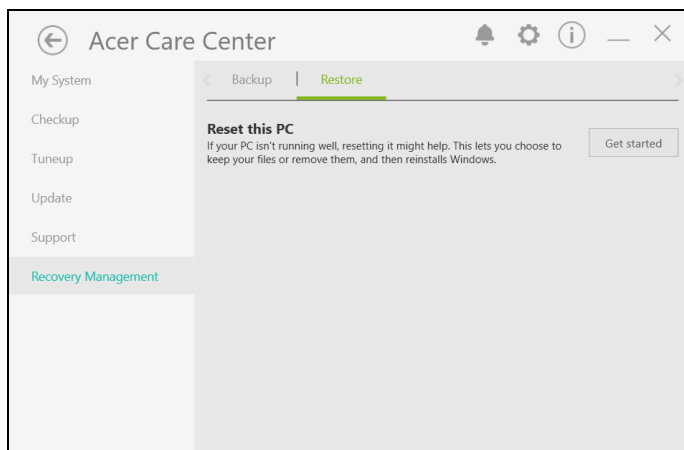 Acer Care Center
My System
Checkup
Tuneup
Update
Support
Recovery Management
Backup | Restore
Reset this PC
If your PC isn't running well, resetting it might help. This lets you choose to
keep your files or remove them, and then reinstalls Windows.
Get started